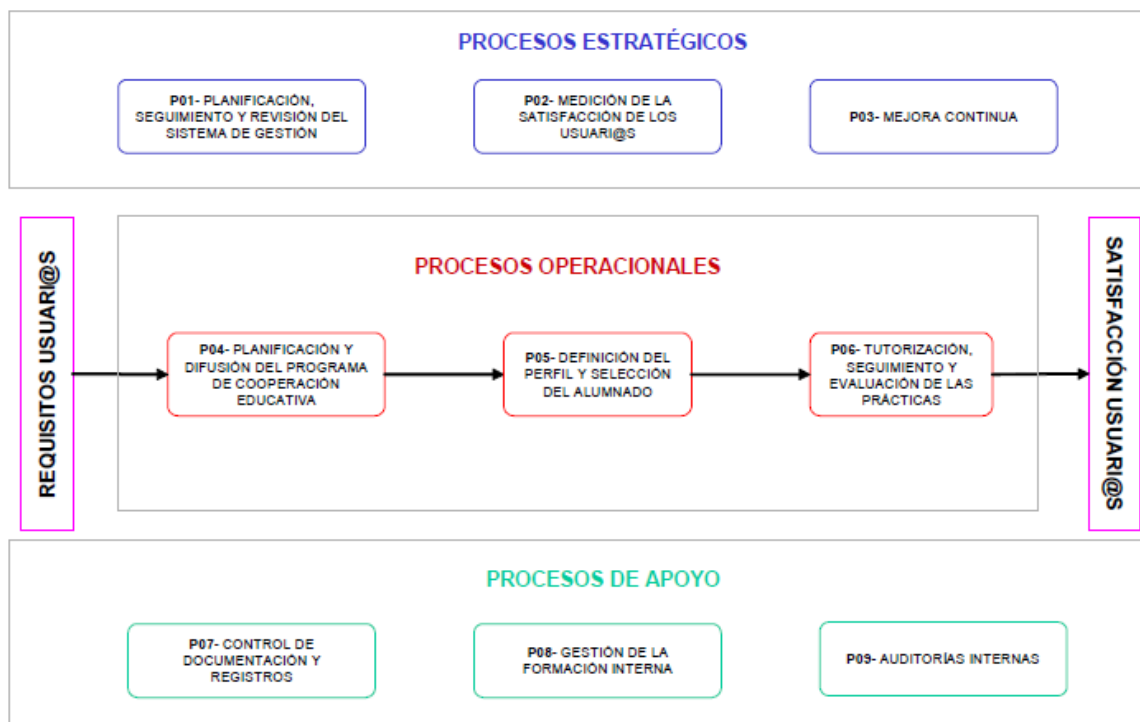 PROCESOS ESTRATÉGICOS
P01- PLANIFICACIÓN,
SEGUIMIENTO Y REVISIÓN DEL
SISTEMA DE GESTIÓN
P02- MEDICIÓN DE LA
SATISFACCIÓN DE LOS
USUARI@S
P03- MEJORA CONTINUA
REQUISITOS USUARI@S
PROCESOS OPERACIONALES
P04- PLANIFICACIÓN Y
DIFUSIÓN DEL PROGRAMA
DE COOPERACIÓN
EDUCATIVA
P05- DEFINICIÓN DEL
PERFIL Y SELECCIÓN
DEL ALUMNADO
P06- TUTORIZACIÓN,
SEGUIMIENTO Y
EVALUACIÓN DE LAS
PRÁCTICAS
SATISFACCIÓN USUARI@S
PROCESOS DE APOYO
P07- CONTROL DE
DOCUMENTACIÓN Y
REGISTROS
P08- GESTIÓN DE LA
FORMACIÓN INTERNA
P09- AUDITORÍAS INTERNAS